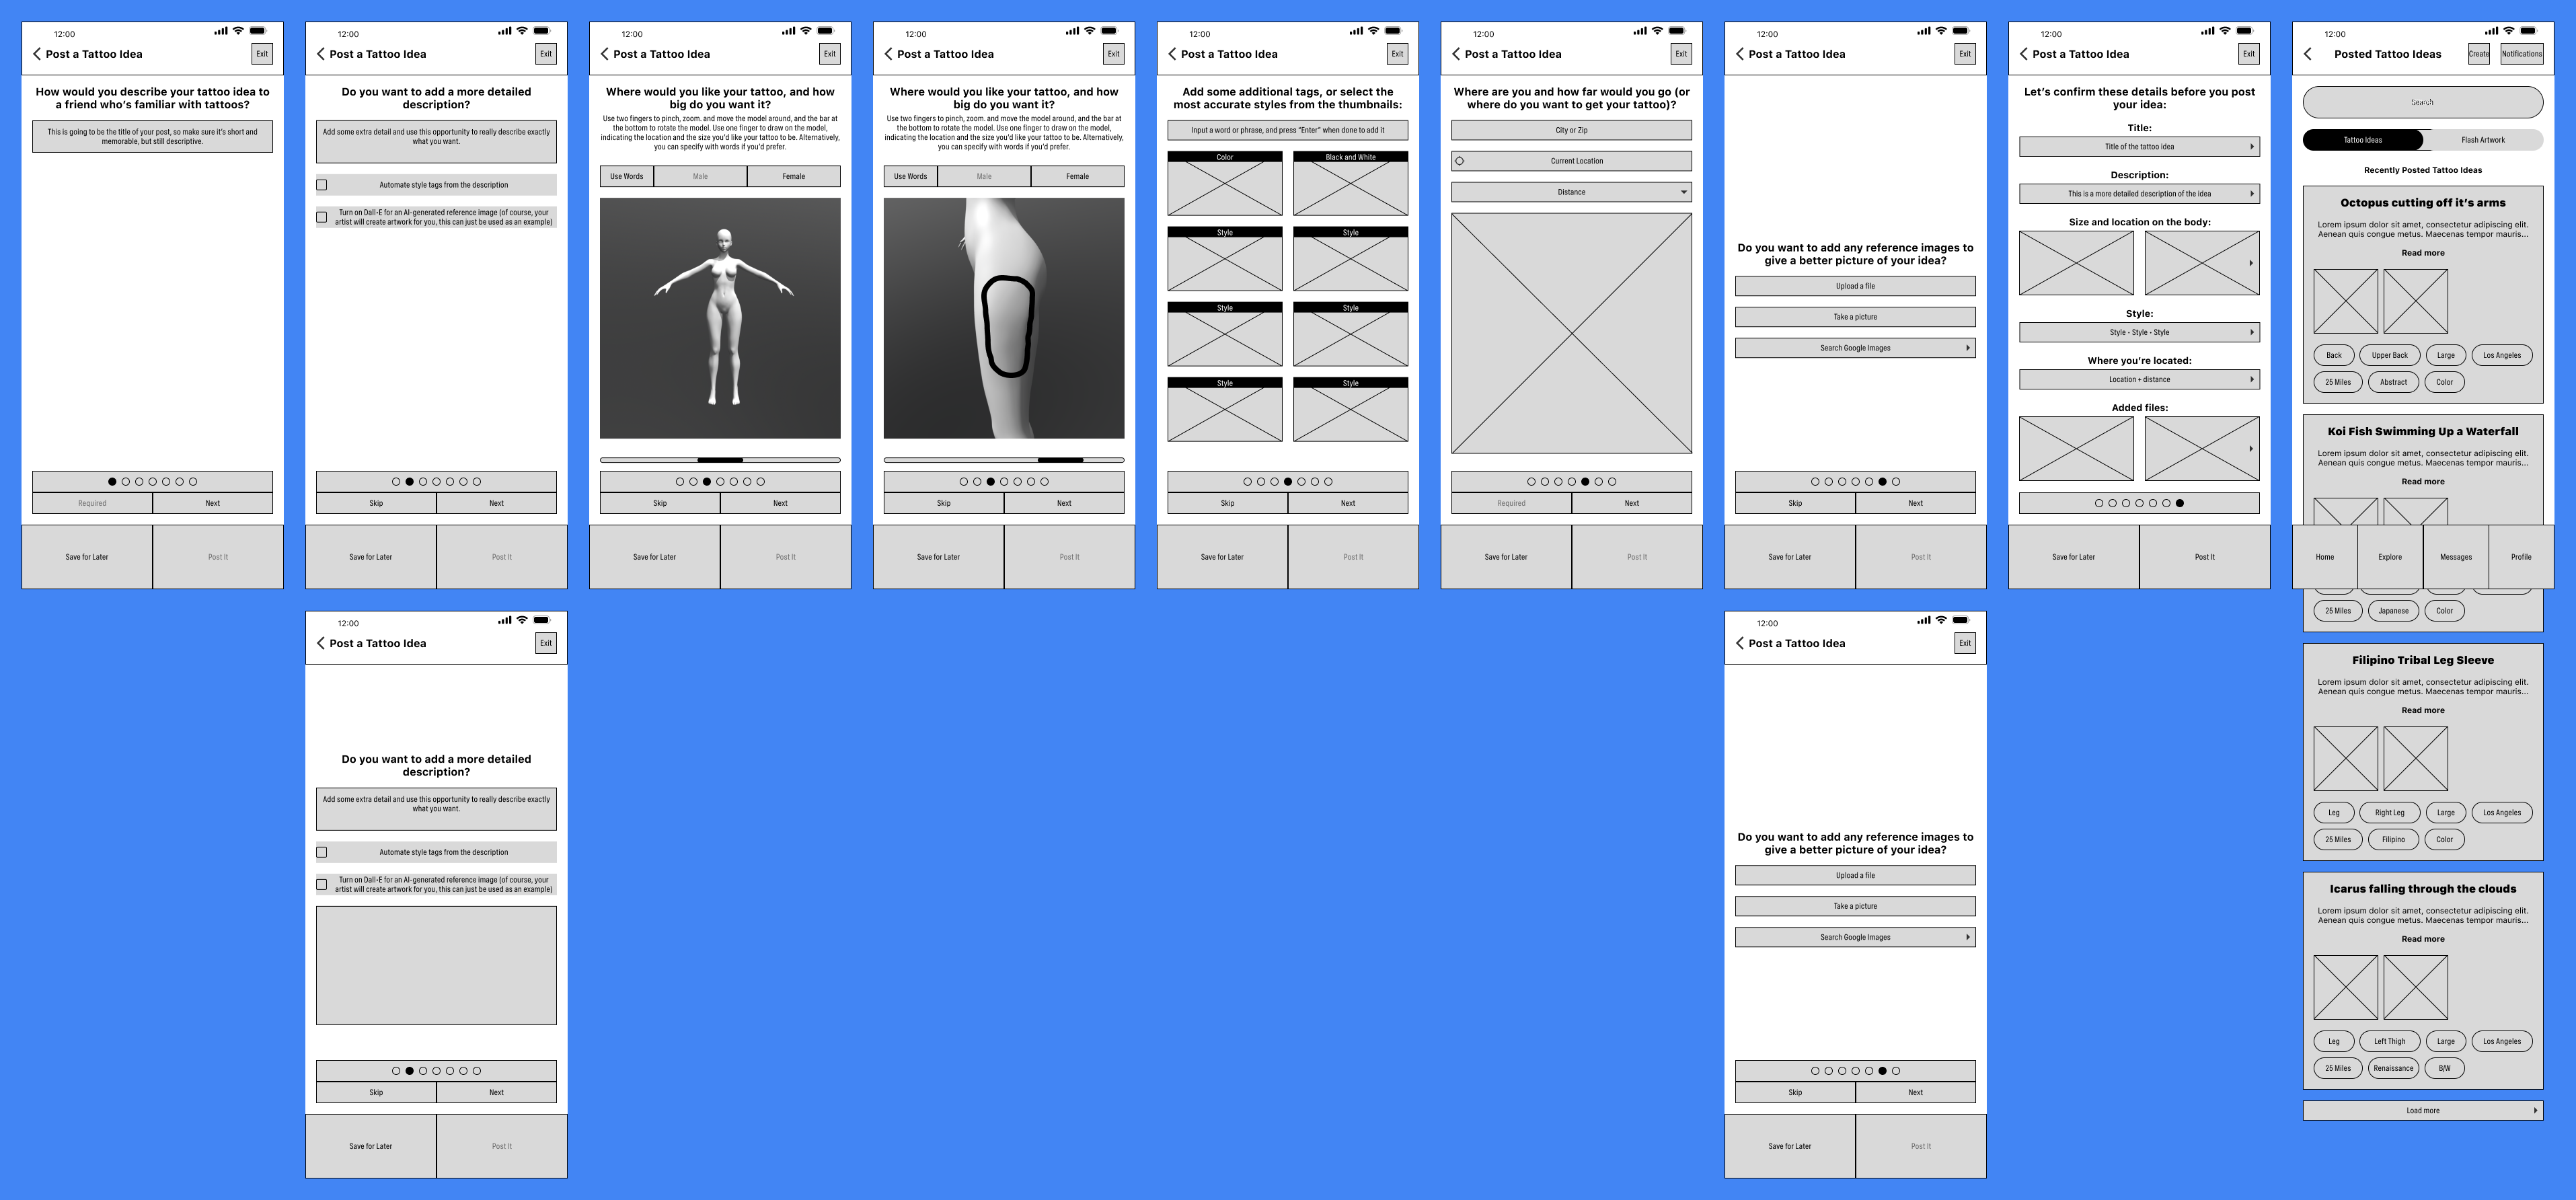 12:00
Post a Tattoo Idea
Exit
How would you describe your tattoo idea to
a friend who's familiar with tattoos?
This is going to be the title of your post, so make sure it's short and
memorable, but still descriptive.
Required
Next
Save for Later
Post It
12:00
Post a Tattoo Idea
Exit
Do you want to add a more detailed
description?
Add some extra detail and use this opportunity to really describe exactly
what you want.
Automate style tags from the description
Turn on Dall-E for an AI-generated reference image (of course, your
artist will create artwork for you, this can just be used as an example)
Skip
Next
Save for Later
Post It
12:00
Post a Tattoo Idea
Exit
Where would you like your tattoo, and how
big do you want it?
Use two fingers to pinch, zoom. and move the model around, and the bar at
the bottom to rotate the model. Use one finger to draw on the model,
indicating the location and the size you'd like your tattoo to be. Alternatively,
you can specify with words if you'd prefer.
Use Words
Male
Female
Skip
Next
Save for Later
Post It
12:00
Post a Tattoo Idea
Exit
Where would you like your tattoo, and how
big do you want it?
Use two fingers to pinch, zoom. and move the model around, and the bar at
the bottom to rotate the model. Use one finger to draw on the model,
indicating the location and the size you'd like your tattoo to be. Alternatively,
you can specify with words if you'd prefer.
Use Words
Male
Female
Skip
Next
Save for Later
Post It
12:00
Post a Tattoo Idea
Exit
Add some additional tags, or select the
most accurate styles from the thumbnails:
Input a word or phrase, and press "Enter" when done to add it
Color
Black and White
Style
Style
Style
Style
Style
Style
Skip
Next
Save for Later
Post It
12:00
Post a Tattoo Idea
Exit
Where are you and how far would you go (or
where do you want to get your tattoo)?
City or Zip
Current Location
Distance
Required
Next
Save for Later
Post It
12:00
Post a Tattoo Idea
Exit
Do you want to add any reference images to
give a better picture of your idea?
Upload a file
Take a picture
Search Google Images
Skip
Next
Save for Later
Post It
12:00
Post a Tattoo Idea
Exit
Let's confirm these details before you post
your idea:
Title:
Title of the tattoo idea
Description:
This is a more detailed description of the idea
Size and location on the body:
Style:
Style • Style • Style
Where you're located:
Location + distance
Added files:
Save for Later
Post It
12:00
Posted Tattoo Ideas
Create
Notifications
Search
Tattoo Ideas
Flash Artwork
Recently Posted Tattoo Ideas
Octopus cutting off it's arms
Lorem ipsum dolor sit amet, consectetur adipiscing elit.
Aenean quis congue metus. Maecenas tempor mauris...
Read more
Back
Upper Back
Large
Los Angeles
25 Miles
Abstract
Color
Koi Fish Swimming Up a Waterfall
Lorem ipsum dolor sit amet, consectetur adipiscing elit.
Aenean quis congue metus. Maecenas tempor mauris...
Read more
Home
Explore
Messages
Profile
25 Miles
Japanese
Color
Filipino Tribal Leg Sleeve
Lorem ipsum dolor sit amet, consectetur adipiscing elit.
Aenean quis congue metus. Maecenas tempor mauris...
Read more
Leg
Right Leg
Large
Los Angeles
25 Miles
Filipino
Color
Icarus falling through the clouds
Lorem ipsum dolor sit amet, consectetur adipiscing elit.
Aenean quis congue metus. Maecenas tempor mauris...
Read more
Leg
Left Thigh
Large
Los Angeles
25 Miles
Renaissance
B/W
Load more
12:00
Post a Tattoo Idea
Exit
Do you want to add a more detailed
description?
Add some extra detail and use this opportunity to really describe exactly
what you want.
Automate style tags from the description
Turn on Dall-E for an AI-generated reference image (of course, your
artist will create artwork for you, this can just be used as an example)
Skip
Next
Save for Later
Post It
12:00
Post a Tattoo Idea
Exit
Do you want to add any reference images to
give a better picture of your idea?
Upload a file
Take a picture
Search Google Images
Skip
Next
Save for Later
Post It